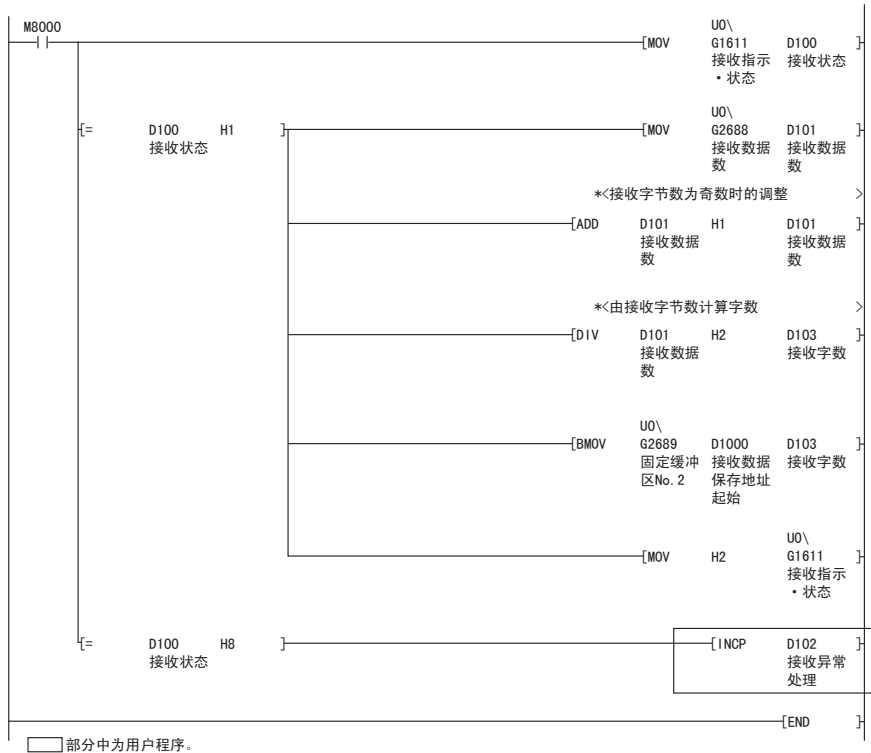 M8000
U0\
[MOV G1611 D100 ]
接收指示 接收状态
・状态
U0\
[= D100 H1 ] [MOV G2688 D101 ]
接收状态 接收数据 接收数据
数 数
*<接收字节数为奇数时的调整 >
[ADD D101 H1 D101 ]
接收数据 接收数据
数 数
*<由接收字节数计算字数 >
[DIV D101 H2 D103 ]
接收数据 接收字数
数
U0\
[BMOV G2689 D1000 D103 ]
固定缓冲 接收数据 接收字数
区No.2 保存地址
起始
U0\
[MOV H2 G1611 ]
接收指示
・状态
[= D100 H8 ] [INCP D102 ]
接收状态 接收异常
处理
[END ]
部分中为用户程序。